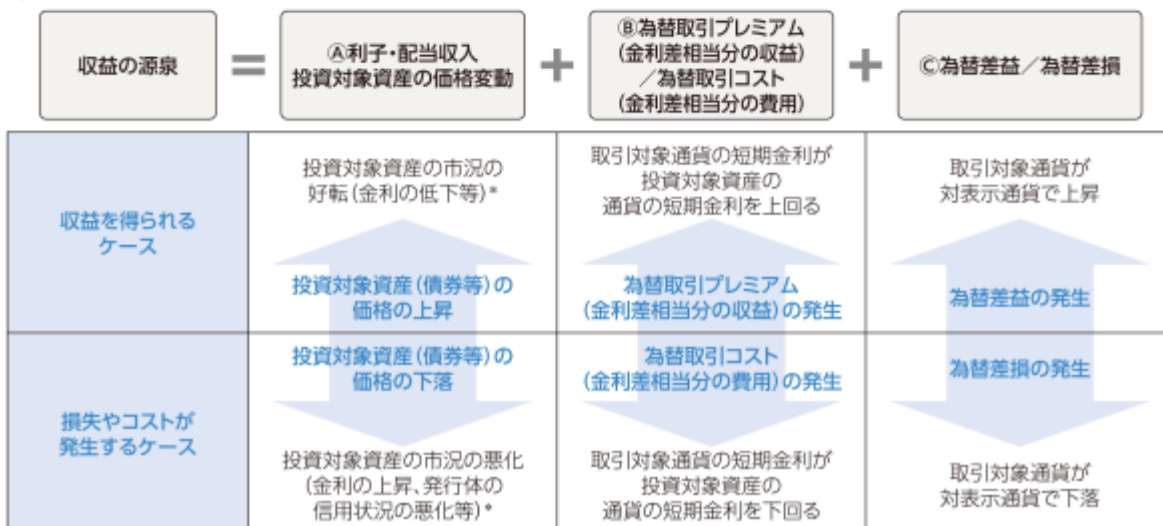 収益の源泉
=
Ⓐ利子・配当収入
投資対象資産の価格変動
+
Ⓑ為替取引プレミアム
(金利差相当分の収益)
/為替取引コスト
(金利差相当分の費用)
+
Ⓒ為替差益/為替差損
収益を得られる
ケース
投資対象資産の市況の
好転(金利の低下等)*
投資対象資産(債券等)の
価格の上昇
取引対象通貨の短期金利が
投資対象資産の
通貨の短期金利を上回る
為替取引プレミアム
(金利差相当分の収益)の発生
取引対象通貨が
対表示通貨で上昇
為替差益の発生
損失やコストが
発生するケース
投資対象資産(債券等)の
価格の下落
投資対象資産の市況の悪化
(金利の上昇、発行体の
信用状況の悪化等)*
為替取引コスト
(金利差相当分の費用)の発生
取引対象通貨の短期金利が
投資対象資産の
通貨の短期金利を下回る
為替差損の発生
取引対象通貨が
対表示通貨で下落